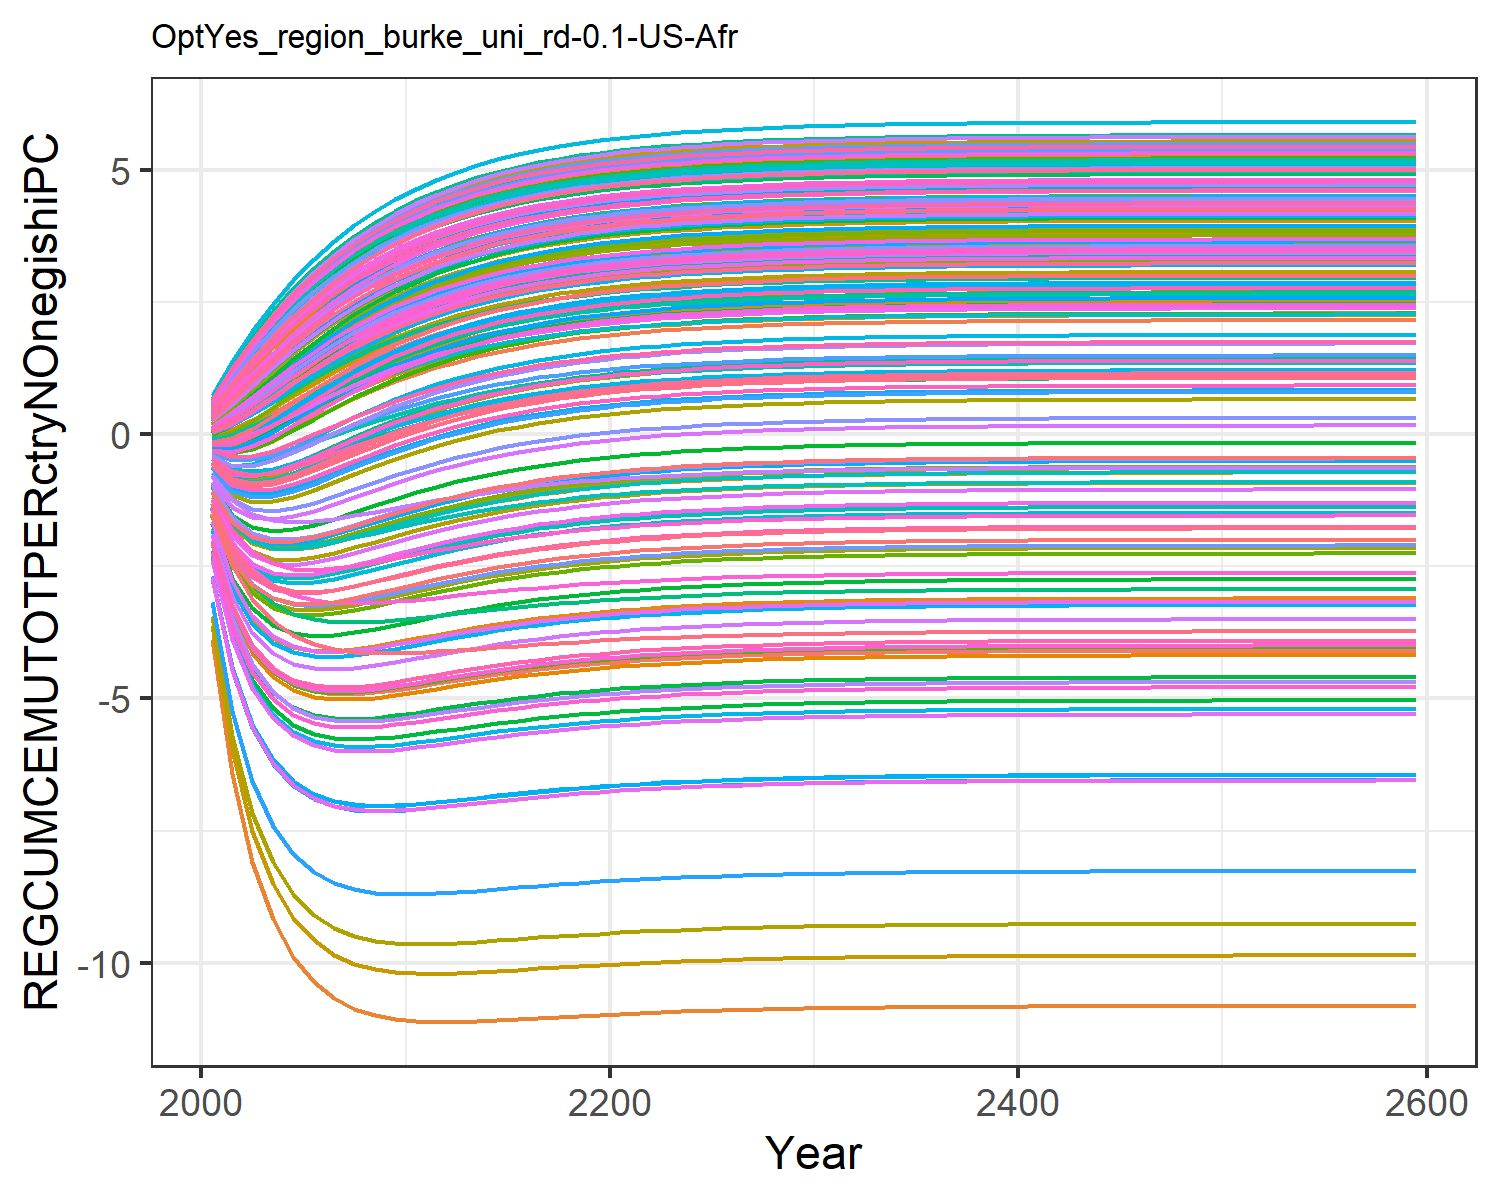 OptYes_region_burke_uni_rd-0.1-US-Afr
REGCUMCEMUTOTPERctryNOnegishiPC
5
0
-5
-10
2000
2200
2400
2600
Year